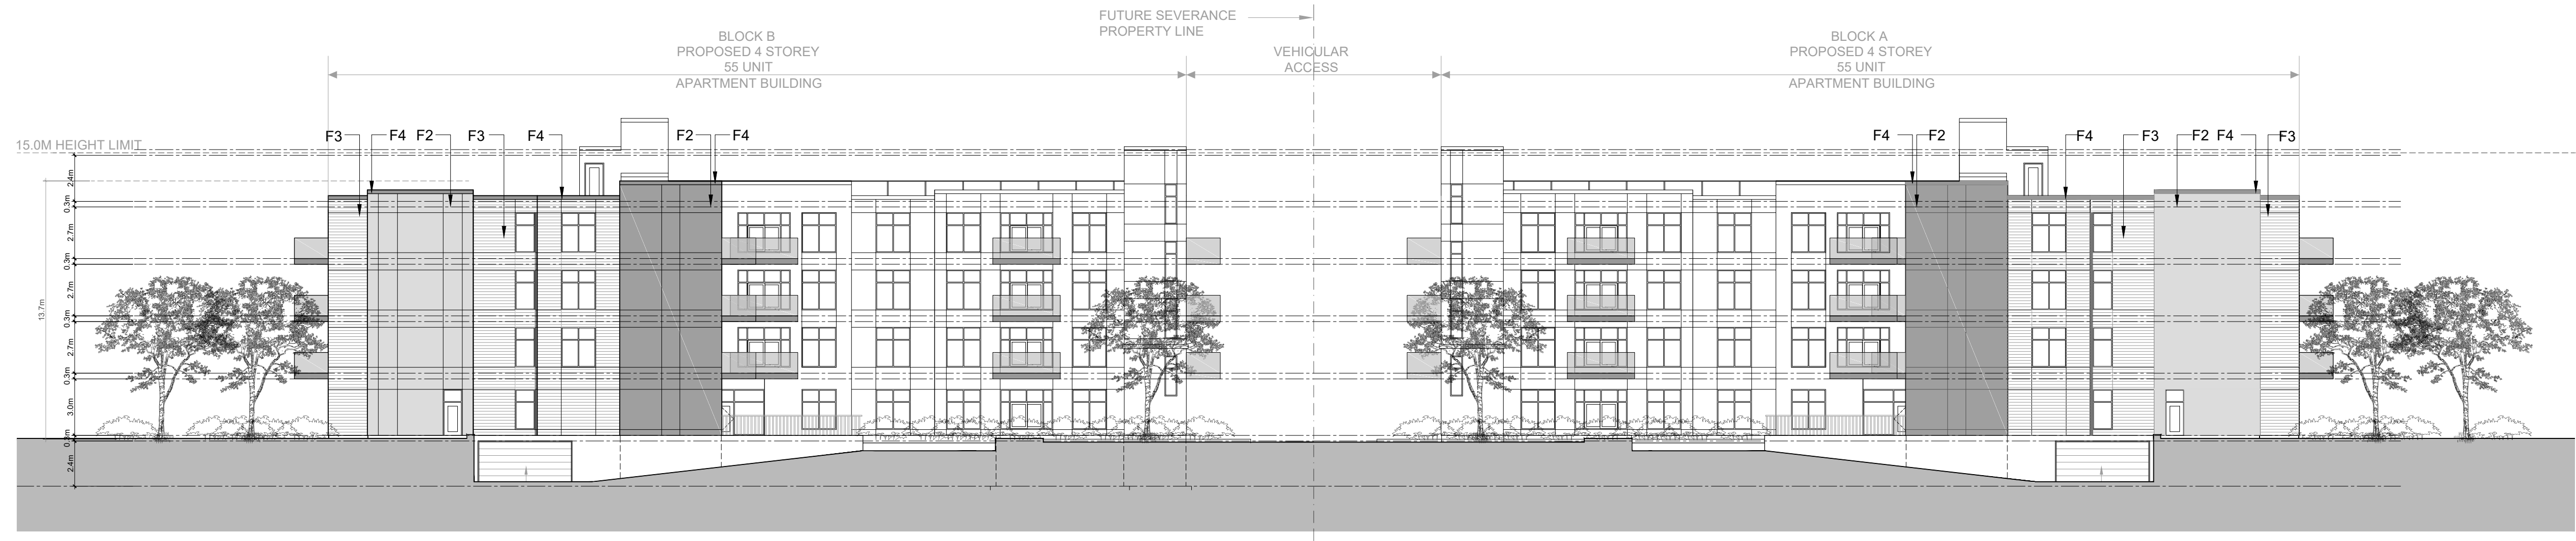 FUTURE SEVERANCE
PROPERTY LINE
BLOCK B
PROPOSED 4 STOREY
55 UNIT
APARTMENT BUILDING
VEHICULAR
ACCESS
BLOCK A
PROPOSED 4 STOREY
55 UNIT
APARTMENT BUILDING
F3 F4 F2 F3 F4 F2 F4 F4 F2 F4 F3 F2 F4 F3
15.0M HEIGHT LIMIT
2.4m
0.3m
2.7m
0.3m
2.7m
0.3m
2.7m
0.3m
3.0m
0.3m
2.4m
13.7m